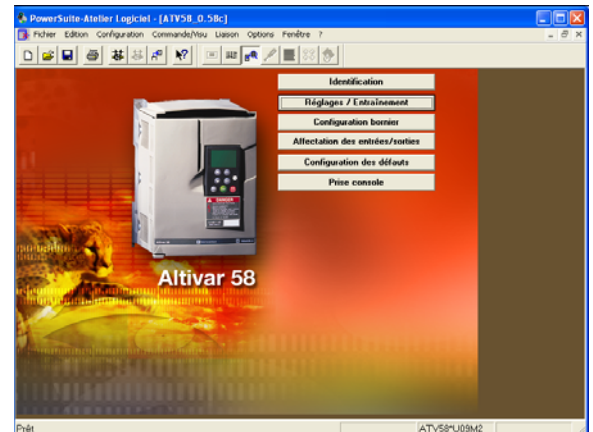 PowerSuite-Atelier Logiciel - [ATV58_0.58c]
Fichier Edition Configuration Commande/Visu Liaison Options Fenêtre ?
Identification
Réglages / Entraînement
Configuration bornier
Affectation des entrées/sorties
Configuration des défauts
Prise console
DANGER
Altivar 58
Prêt
ATV58*U09M2